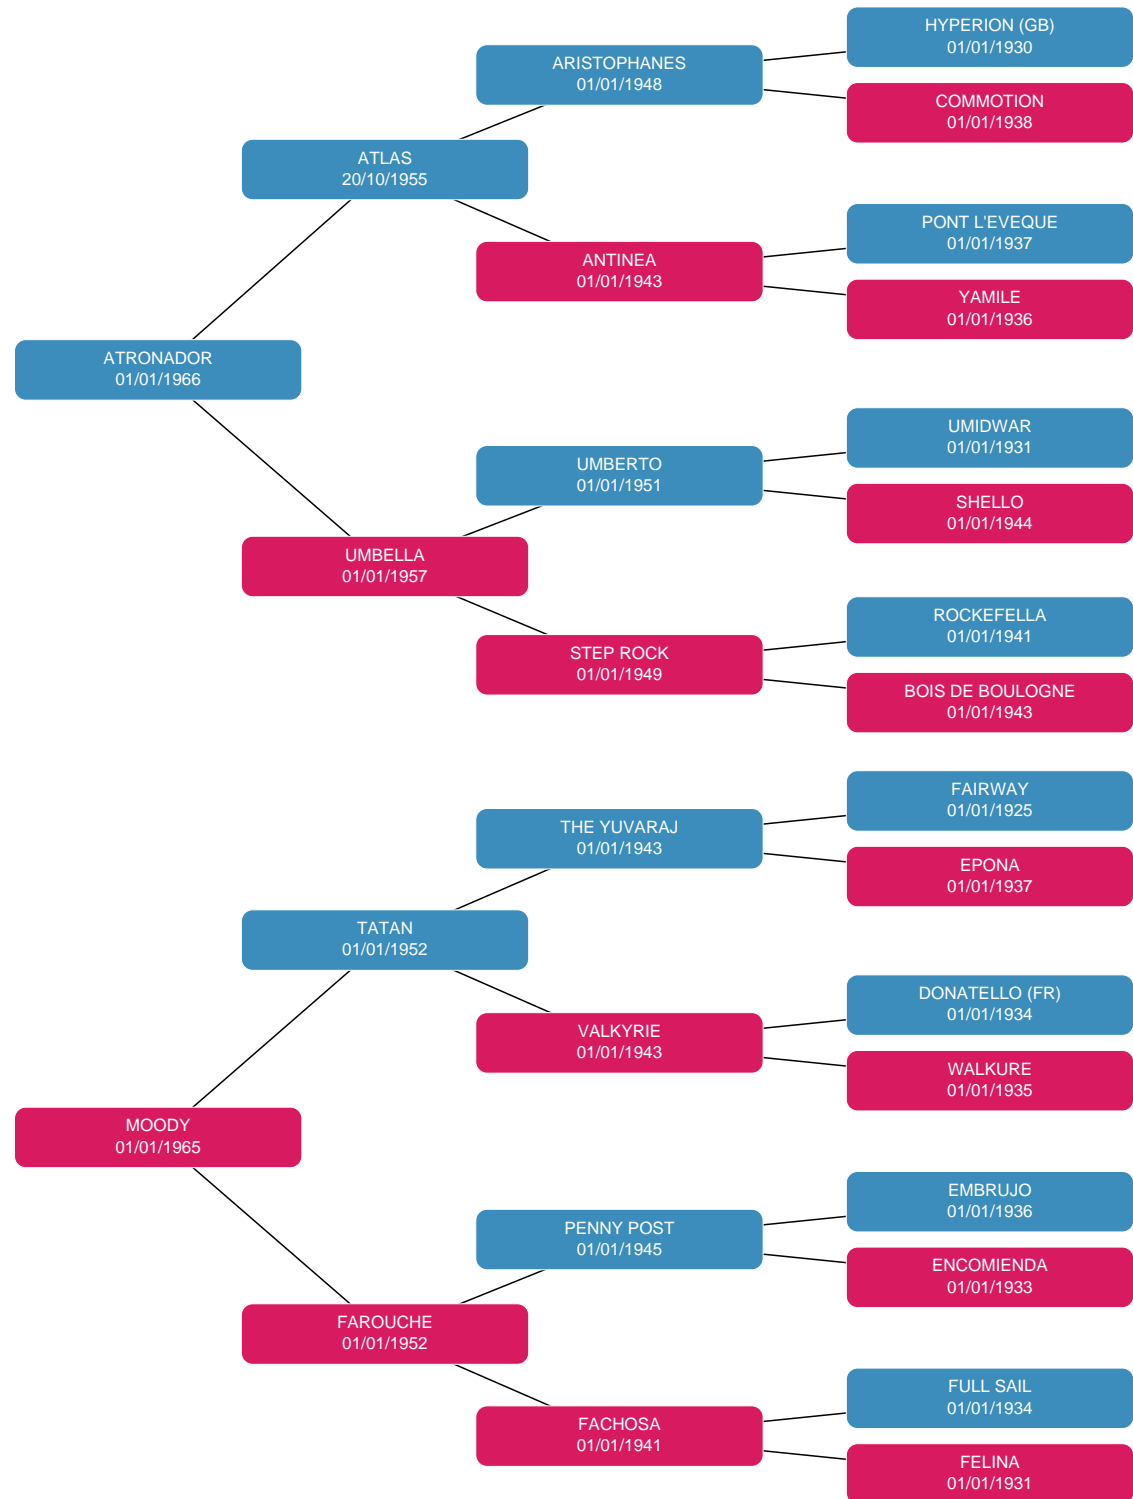 HYPERION (GB)
01/01/1930
ARISTOPHANES
01/01/1948
COMMOTION
01/01/1938
ATLAS
20/10/1955
PONT L'EVEQUE
01/01/1937
ANTINEA
01/01/1943
YAMILE
01/01/1936
ATRONADOR
01/01/1966
UMIDWAR
01/01/1931
UMBERTO
01/01/1951
SHELLO
01/01/1944
UMBELLA
01/01/1957
ROCKEFELLA
01/01/1941
STEP ROCK
01/01/1949
BOIS DE BOULOGNE
01/01/1943
FAIRWAY
01/01/1925
THE YUVARAJ
01/01/1943
EPONA
01/01/1937
TATAN
01/01/1952
DONATELLO (FR)
01/01/1934
VALKYRIE
01/01/1943
WALKURE
01/01/1935
MOODY
01/01/1965
EMBRUJO
01/01/1936
PENNY POST
01/01/1945
ENCOMIENDA
01/01/1933
FAROUCHE
01/01/1952
FULL SAIL
01/01/1934
FACHOSA
01/01/1941
FELINA
01/01/1931